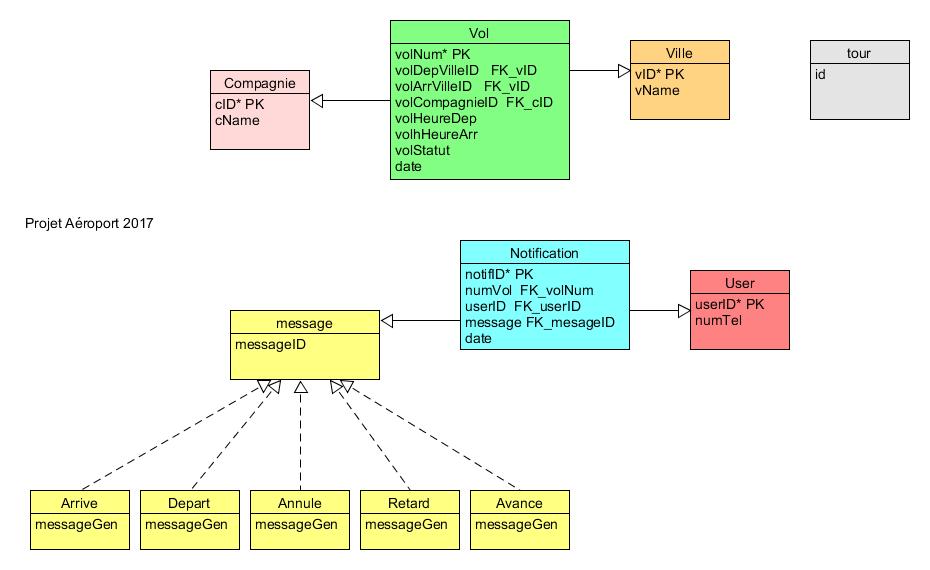 Vol
volNum* PK
volDepVilleID FK_vID
volArrVilleID FK_vID
volCompagnieID FK_cID
volHeureDep
volhHeureArr
volStatut
date
Ville
vID* PK
vName
tour
id
Compagnie
cID* PK
cName
Projet Aéroport 2017
Notification
notifID* PK
numVol FK_volNum
userID FK_userID
message FK_mesageID
date
User
userID* PK
numTel
message
messageID
Arrive
messageGen
Depart
messageGen
Annule
messageGen
Retard
messageGen
Avance
messageGen